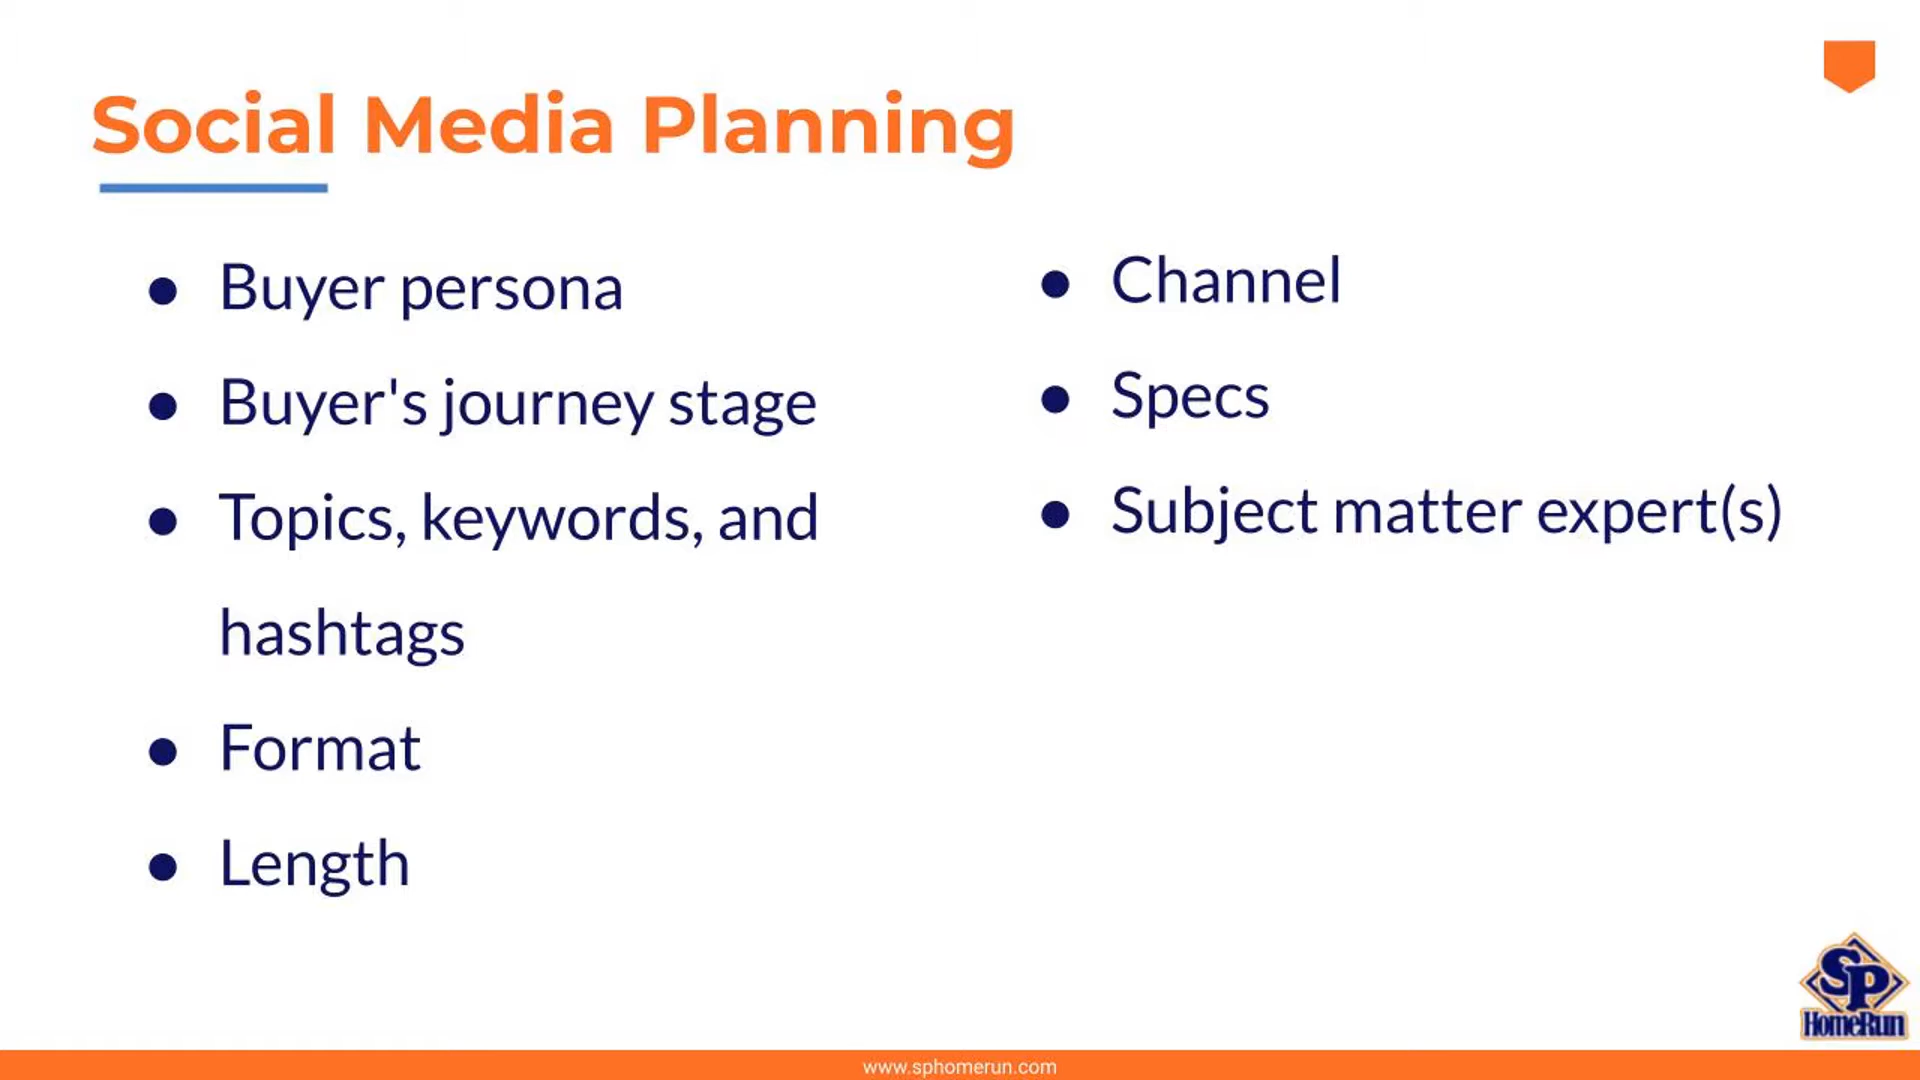 Social Media Planning
● Buyer persona
● Buyer's journey stage
● Topics, keywords, and
hashtags
● Format
● Length
● Channel
● Specs
● Subject matter expert(s)
SP
HomeRun
www.sphomerun.com